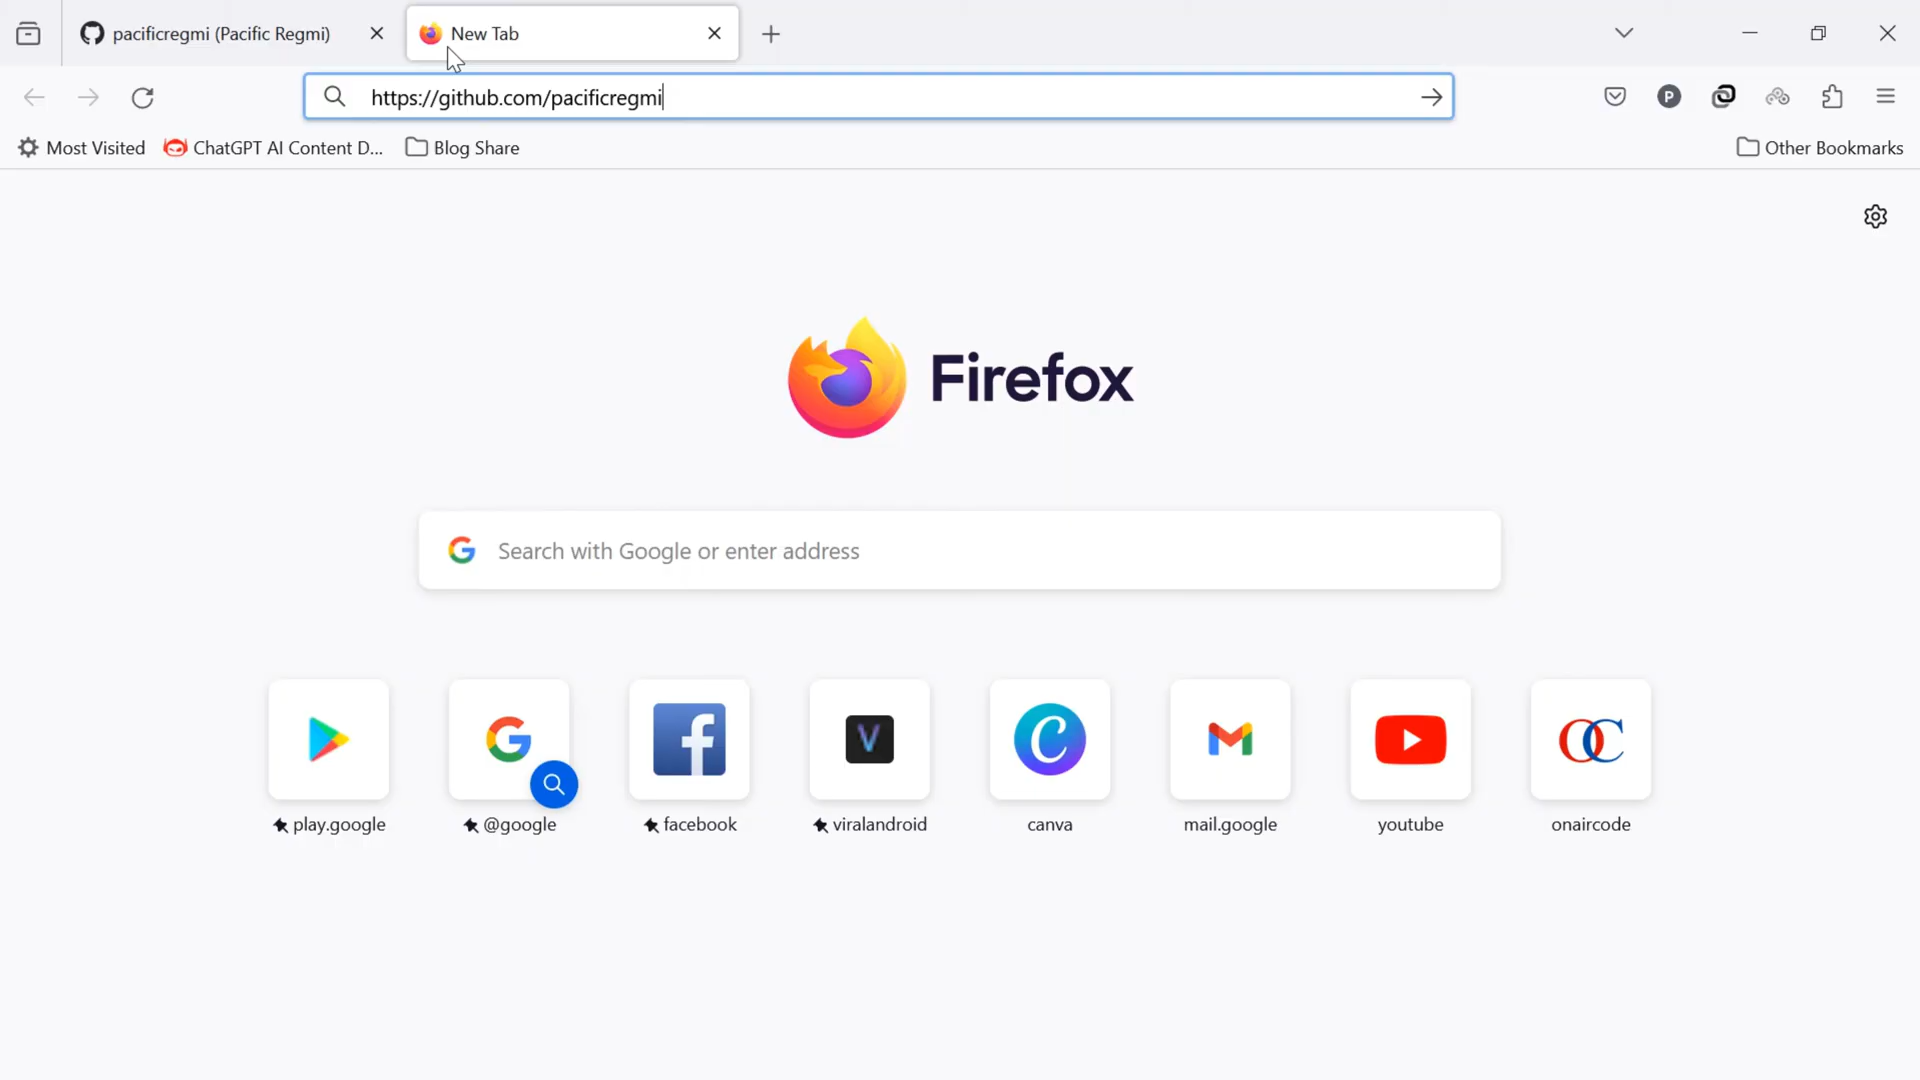 pacificregmi (Pacific Regmi)
New Tab
https://github.com/pacificregmi
P
Most Visited
ChatGPT AI Content D...
Blog Share
Other Bookmarks
Firefox
Search with Google or enter address
play.google
@google
facebook
viralandroid
canva
mail.google
youtube
onaircode